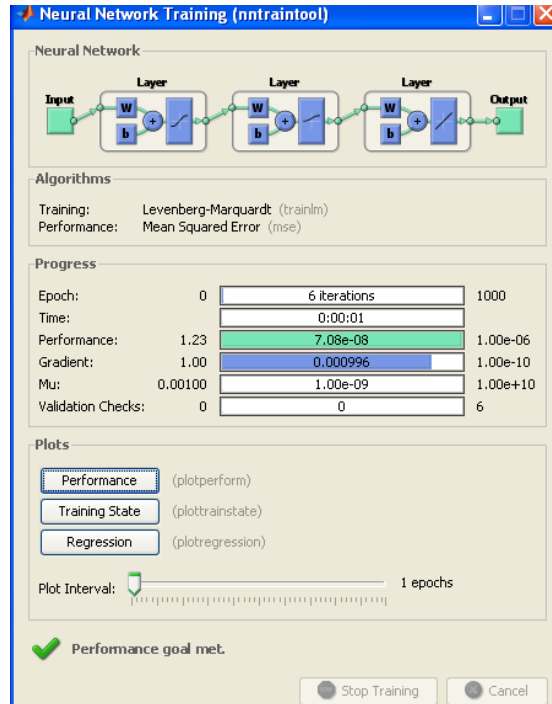 Neural Network Training (nntraintool)
Neural Network
Layer Layer Layer
Input W b + W b + W b + Output
Algorithms
Training: Levenberg-Marquardt (trainlm)
Performance: Mean Squared Error (mse)
Progress
Epoch: 0 6 iterations 1000
Time: 0:00:01
Performance: 1.23 7.08e-08 1.00e-06
Gradient: 1.00 0.000996 1.00e-10
Mu: 0.00100 1.00e-09 1.00e+10
Validation Checks: 0 0 6
Plots
Performance (plotperform)
Training State (plottrainstate)
Regression (plotregression)
Plot Interval: 1 epochs
Performance goal met.
Stop Training Cancel